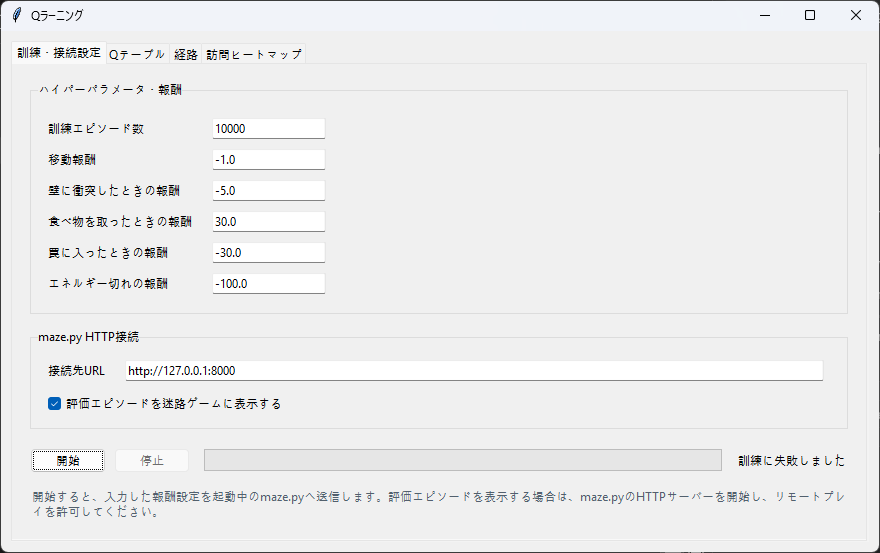 Qラーニング
訓練・接続設定 Qテーブル 経路 訪問ヒートマップ
ハイパーパラメータ・報酬
訓練エピソード数 10000
移動報酬 -1.0
壁に衝突したときの報酬 -5.0
食べ物を取ったときの報酬 30.0
罠に入ったときの報酬 -30.0
エネルギー切れの報酬 -100.0
maze.py HTTP接続
接続先URL http://127.0.0.1:8000
評価エピソードを迷路ゲームに表示する
開始 停止 訓練に失敗しました
開始すると、入力した報酬設定を起動中のmaze.pyへ送信します。評価エピソードを表示する場合は、maze.pyのHTTPサーバーを開始し、リモートプレ
イを許可してください。